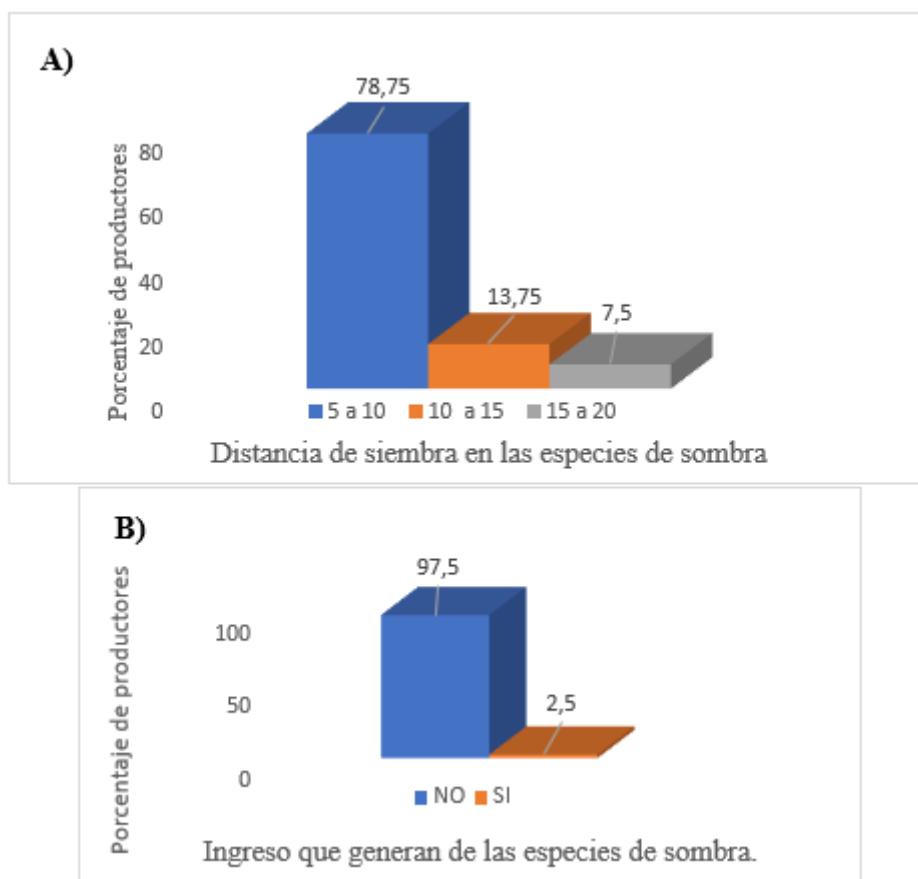 A)
78,75
80
Porcentaje de productores
60
40
13,75
7,5
20
0
5 a 10 10 a 15 15 a 20
Distancia de siembra en las especies de sombra
B)
97,5
Porcentaje de productores
100
50
2,5
0
NO SI
Ingreso que generan de las especies de sombra.